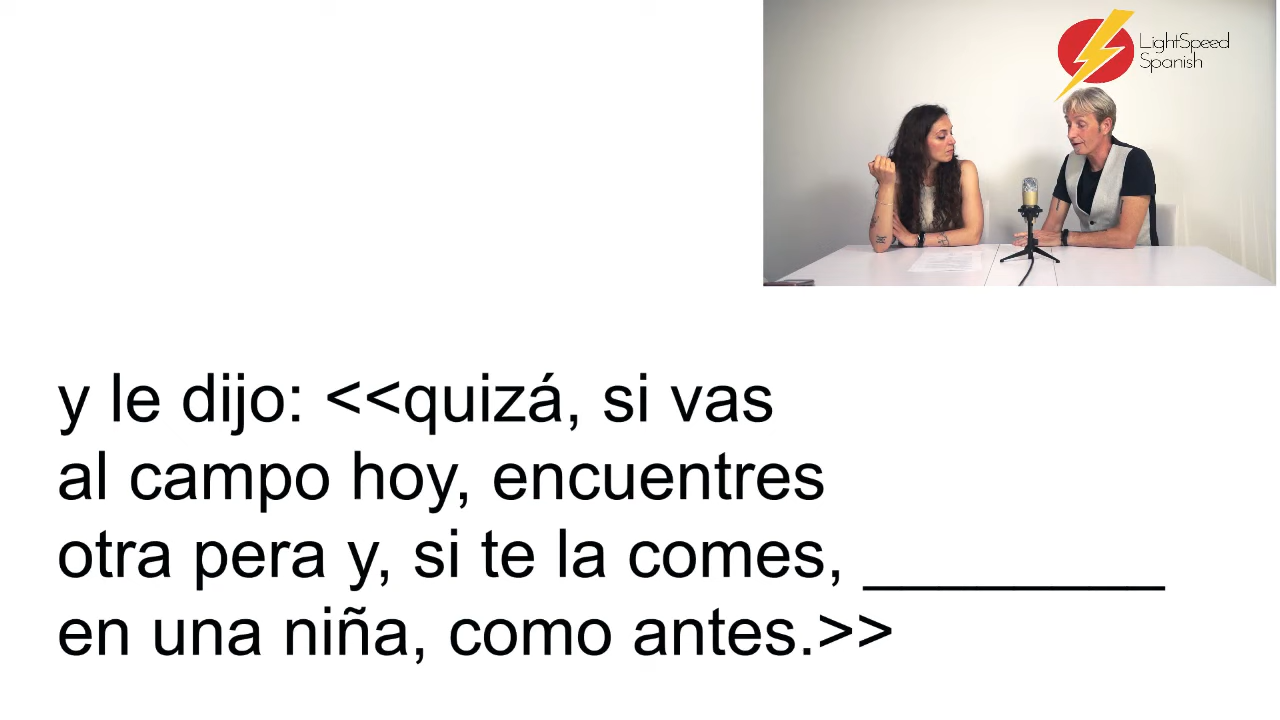 LightSpeed
Spanish
y le dijo: <<quizá, si vas
al campo hoy, encuentres
otra pera y, si te la comes, _________
en una niña, como antes.>>